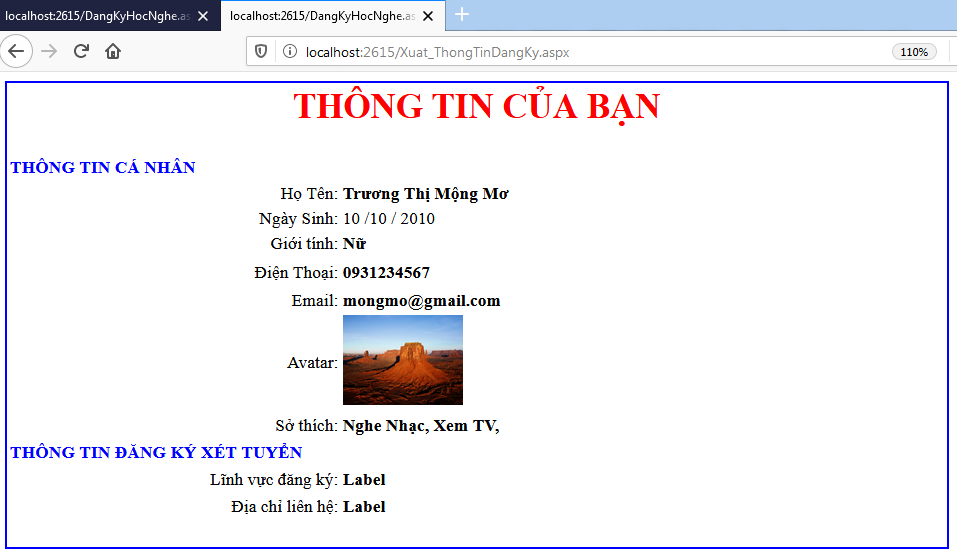 localhost:2615/DangKyHocNghe.as
localhost:2615/DangKyHocNghe.as
localhost:2615/Xuat_ThongTinDangKy.aspx
110%
THÔNG TIN CỦA BẠN
THÔNG TIN CÁ NHÂN
Họ Tên: Trương Thị Mộng Mơ
Ngày Sinh: 10 /10 / 2010
Giới tính: Nữ
Điện Thoại: 0931234567
Email: mongmo@gmail.com
Avatar:
Sở thích: Nghe Nhạc, Xem TV,
THÔNG TIN ĐĂNG KÝ XÉT TUYỂN
Lĩnh vực đăng ký: Label
Địa chỉ liên hệ: Label